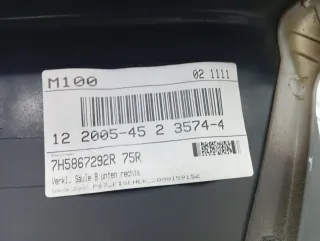 M100 02 1111
12 2005-45 2 3574-4
7H5867292R 75R
Verkl. Säule B unten rechts